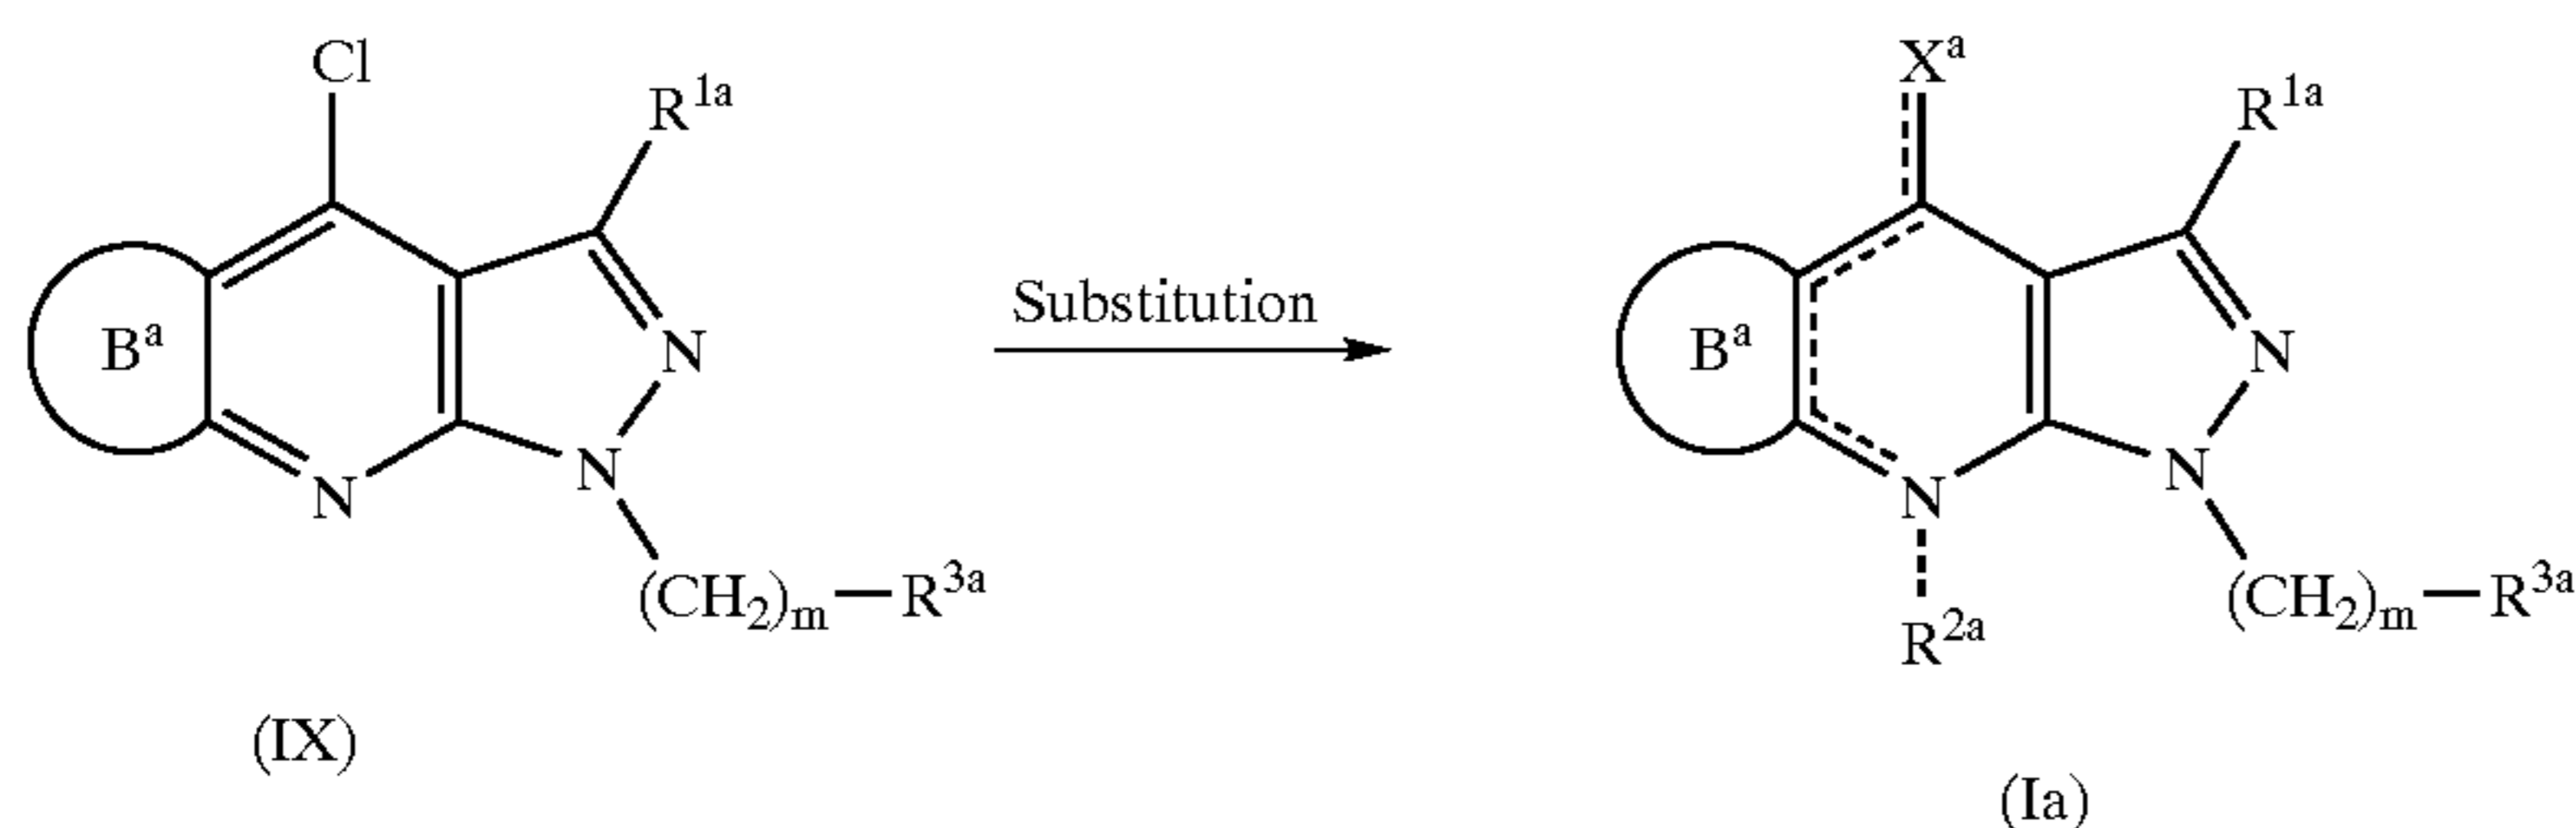 Cl
R1a
Ba
N
N
N
(CH2)m—R3a
(IX)
Substitution
Xa
R1a
Ba
N
N
N
R2a
(CH2)m—R3a
(Ia)